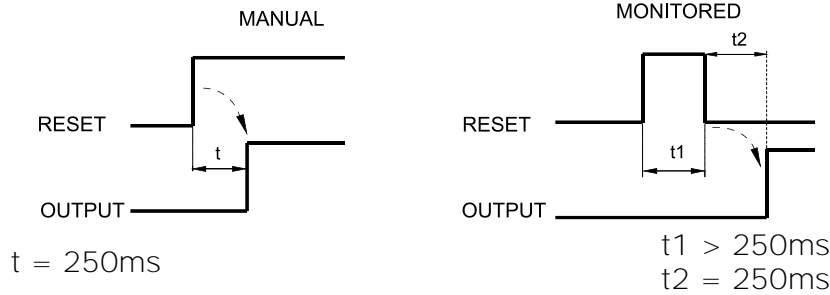 MANUAL
RESET
t
OUTPUT
t = 250ms
MONITORED
t2
RESET
t1
OUTPUT
t1 > 250ms
t2 = 250ms